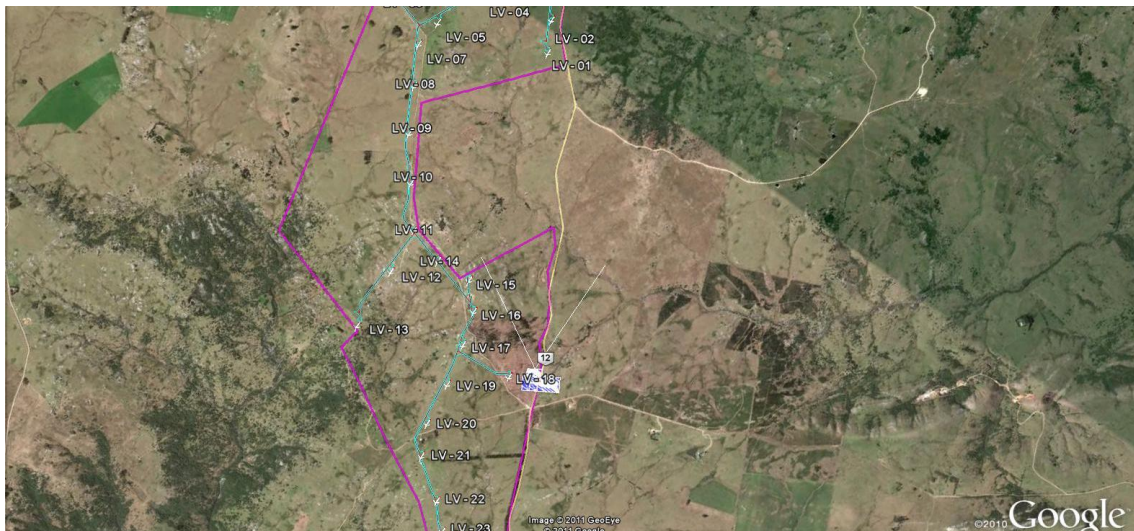 LV - 04
LV - 05
LV - 02
LV - 07
LV - 01
LV - 08
LV - 09
LV - 10
LV - 11
LV - 14
LV - 12
LV - 15
LV - 16
LV - 13
LV - 17
12
LV - 18
LV - 19
LV - 20
LV - 21
LV - 22
LV - 23
Image © 2011 GeoEye
© 2011 Google
©2010 Google